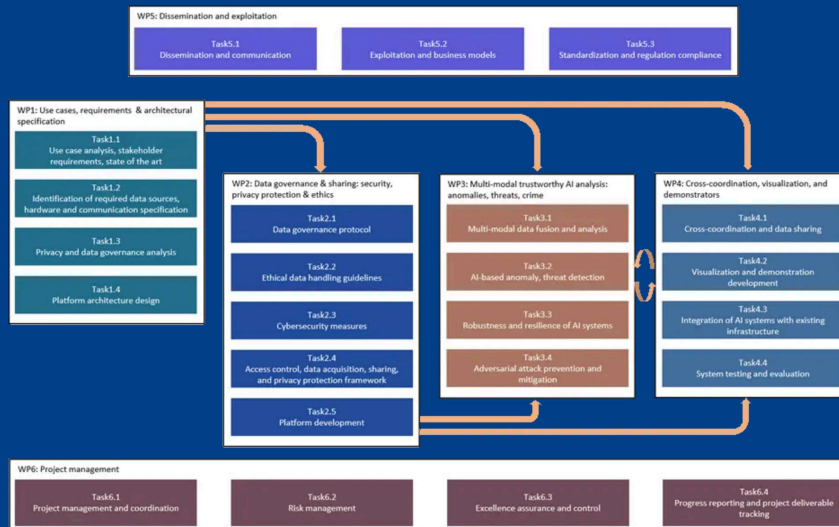 WP5: Dissemination and exploitation
Task5.1
Dissemination and communication
Task5.2
Exploitation and business models
Task5.3
Standardization and regulation compliance
WP1: Use cases, requirements & architectural
specification
Task1.1
Use case analysis, stakeholder
requirements, state of the art
Task1.2
Identification of required data sources,
hardware and communication specification
Task1.3
Privacy and data governance analysis
Task1.4
Platform architecture design
WP2: Data governance & sharing: security,
privacy protection & ethics
Task2.1
Data governance protocol
Task2.2
Ethical data handling guidelines
Task2.3
Cybersecurity measures
Task2.4
Access control, data acquisition, sharing,
and privacy protection framework
Task2.5
Platform development
WP3: Multi-modal trustworthy AI analysis:
anomalies, threats, crime
Task3.1
Multi-modal data fusion and analysis
Task3.2
AI-based anomaly, threat detection
Task3.3
Robustness and resilience of AI systems
Task3.4
Adversarial attack prevention and
mitigation
WP4: Cross-coordination, visualization, and
demonstrators
Task4.1
Cross-coordination and data sharing
Task4.2
Visualization and demonstration
development
Task4.3
Integration of AI systems with existing
infrastructure
Task4.4
System testing and evaluation
WP6: Project management
Task6.1
Project management and coordination
Task6.2
Risk management
Task6.3
Excellence assurance and control
Task6.4
Progress reporting and project deliverable
tracking